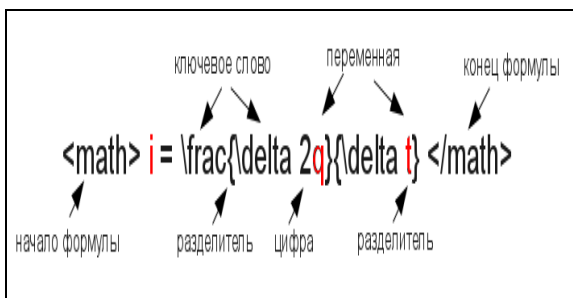 ключевое слово переменная конец формулы
<math> i = \frac{\delta 2q}{\delta t} </math>
начало формулы разделитель цифра разделитель